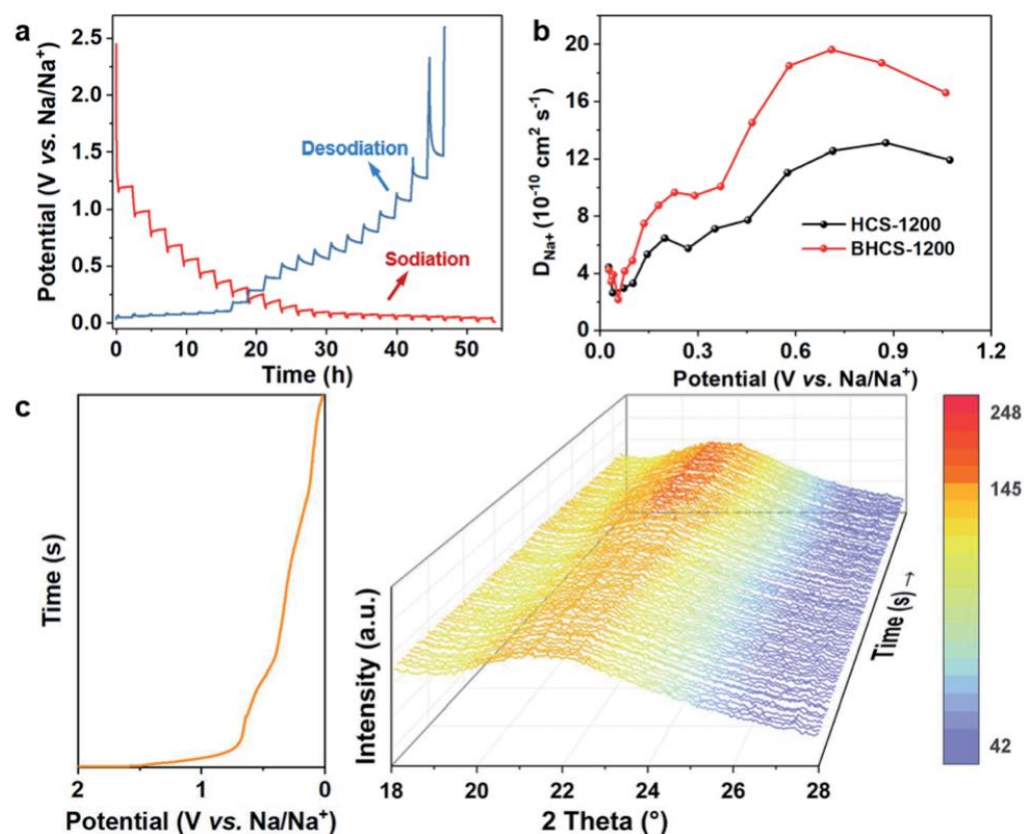 a
Potential (V vs. Na/Na⁺)
2.5
2.0
1.5
1.0
0.5
0.0
Desodiation
Sodiation
0 10 20 30 40 50
Time (h)
b
D_Na+ (10⁻¹⁰ cm² s⁻¹)
20
16
12
8
4
0
HCS-1200
BHCS-1200
0.0 0.3 0.6 0.9 1.2
Potential (V vs. Na/Na⁺)
c
Time (s)
2 1 0
Potential (V vs. Na/Na⁺)
Intensity (a.u.)
18 20 22 24 26 28
2 Theta (°)
Time (s) →
248
145
42